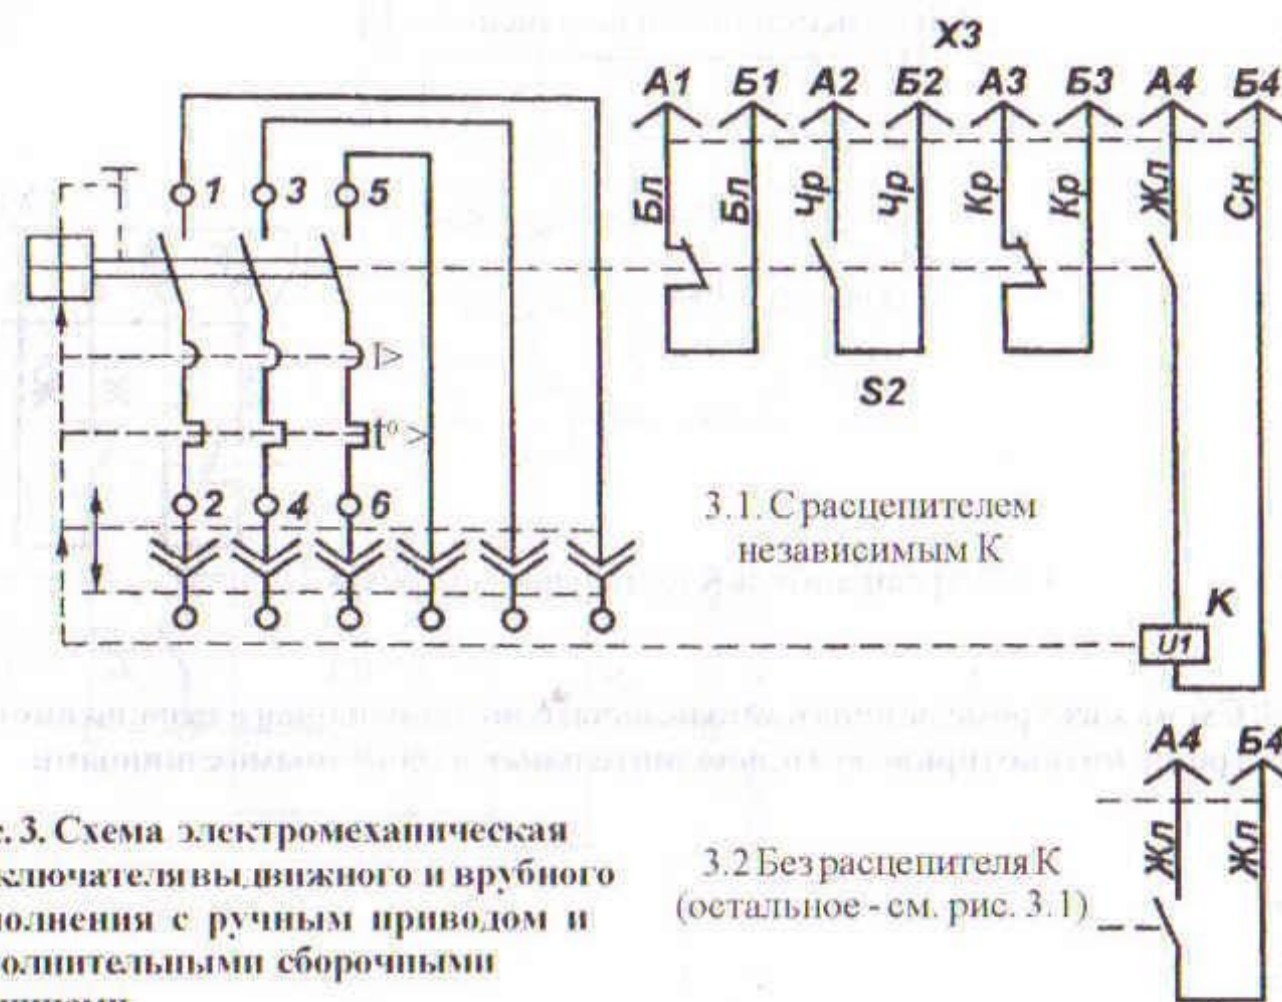 Х3
А1 Б1 А2 Б2 А3 Б3 А4 Б4
Бл Бл Чр Чр Кр Кр Жл Сн
1 3 5
I>
t° >
2 4 6
S2
3.1. С расцепителем
независимым К
К
U1
А4 Б4
Жл Жл
3.2 Без расцепителя К
(остальное - см. рис. 3.1)
с. 3. Схема электромеханическая
ключателя выдвижного и врубного
полнения с ручным приводом и
олнительными сборочными